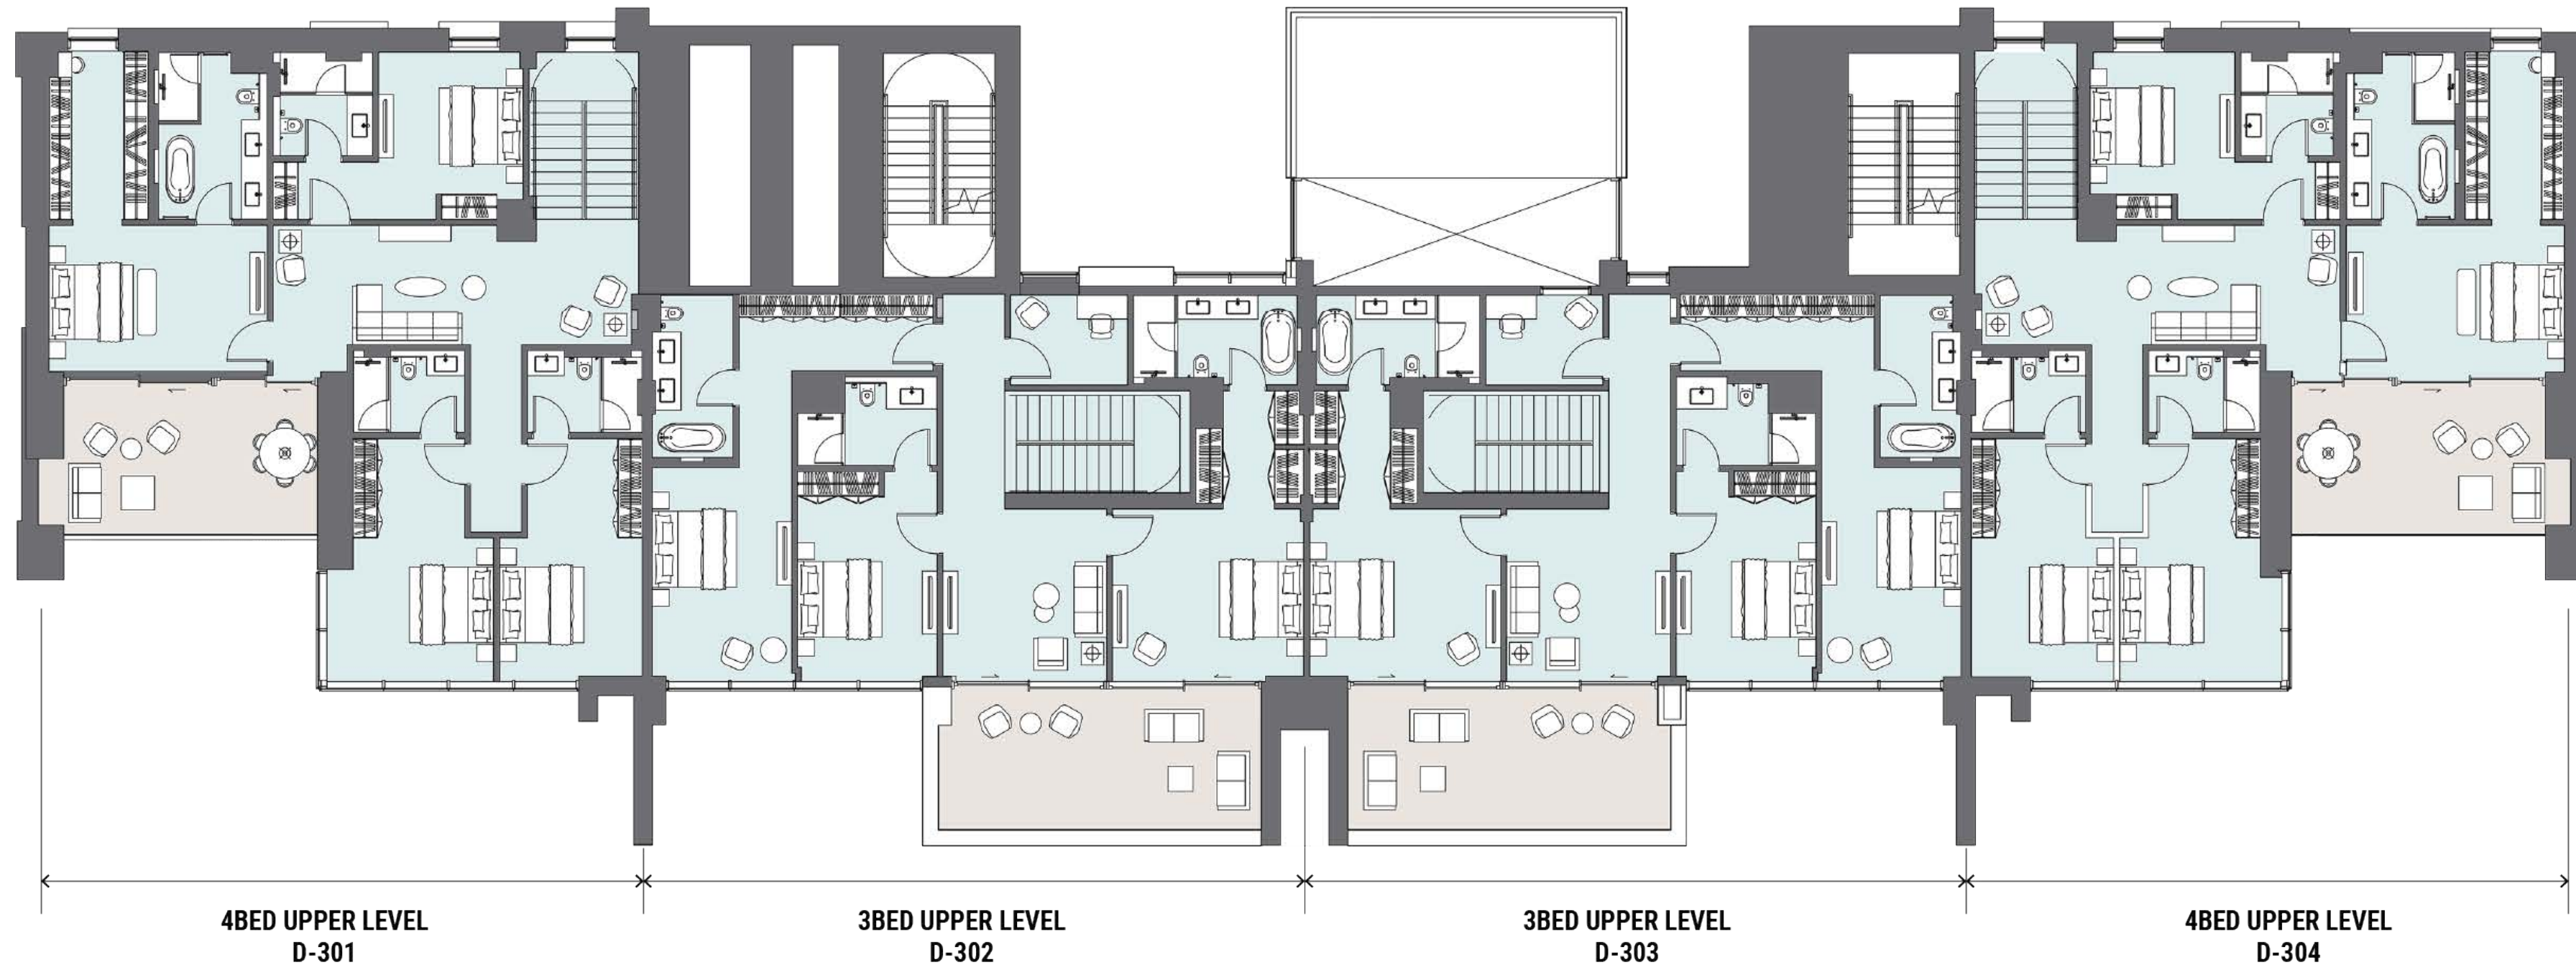 4BED UPPER LEVEL
D-301
3BED UPPER LEVEL
D-302
3BED UPPER LEVEL
D-303
4BED UPPER LEVEL
D-304